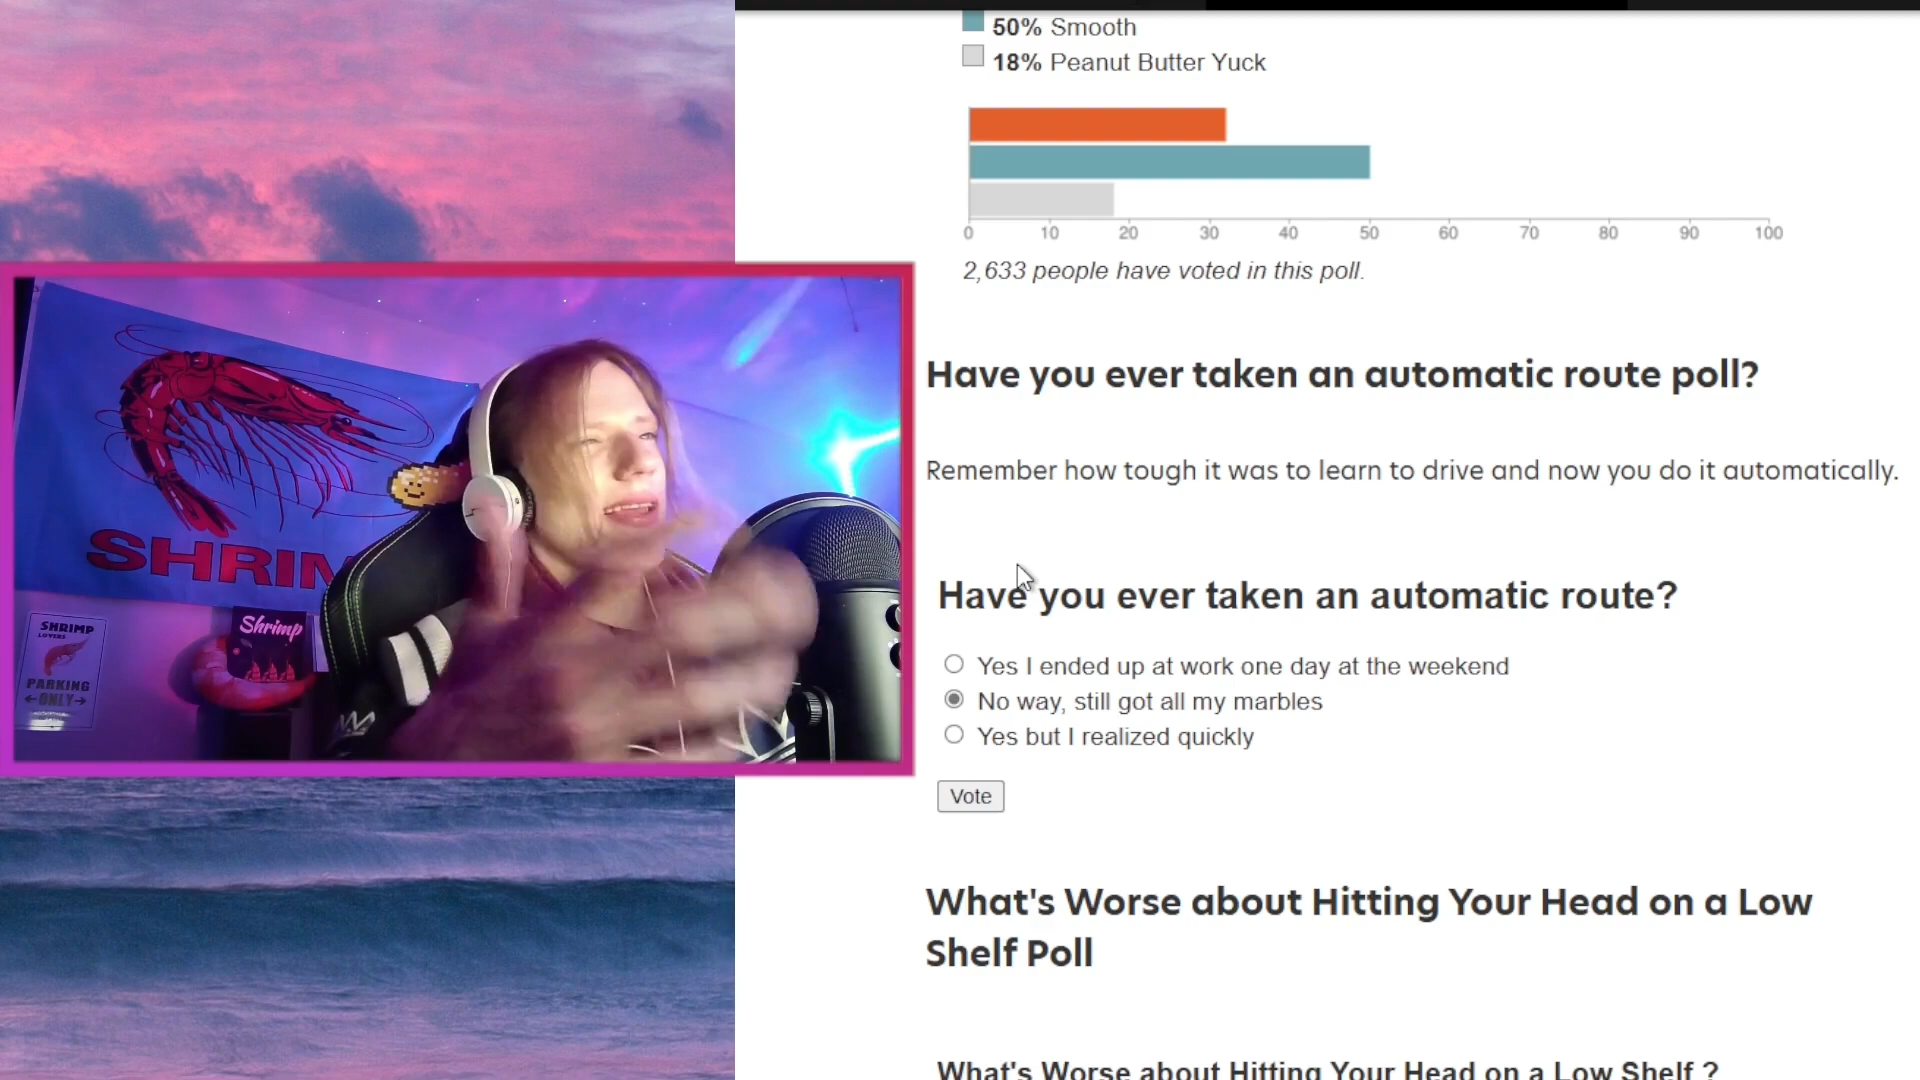 50% Smooth
18% Peanut Butter Yuck
0 10 20 30 40 50 60 70 80 90 100
2,633 people have voted in this poll.
Have you ever taken an automatic route poll?
Remember how tough it was to learn to drive and now you do it automatically.
Have you ever taken an automatic route?
Yes I ended up at work one day at the weekend
No way, still got all my marbles
Yes but I realized quickly
Vote
What's Worse about Hitting Your Head on a Low
Shelf Poll
What's Worse about Hitting Your Head on a Low Shelf ?
SHRIM
Shrimp
SHRIMP
LOVERS
PARKING
ONLY